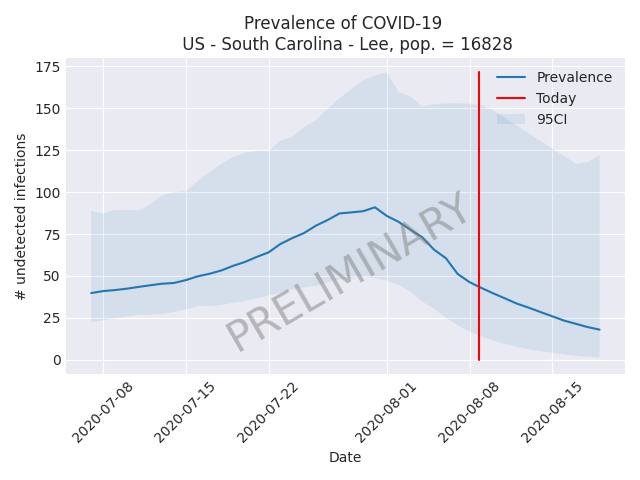 Prevalence of COVID-19
US - South Carolina - Lee, pop. = 16828
175
150
125
100
75
50
25
0
# undetected infections
Prevalence
Today
95CI
PRELIMINARY
2020-07-08
2020-07-15
2020-07-22
2020-08-01
2020-08-08
2020-08-15
Date